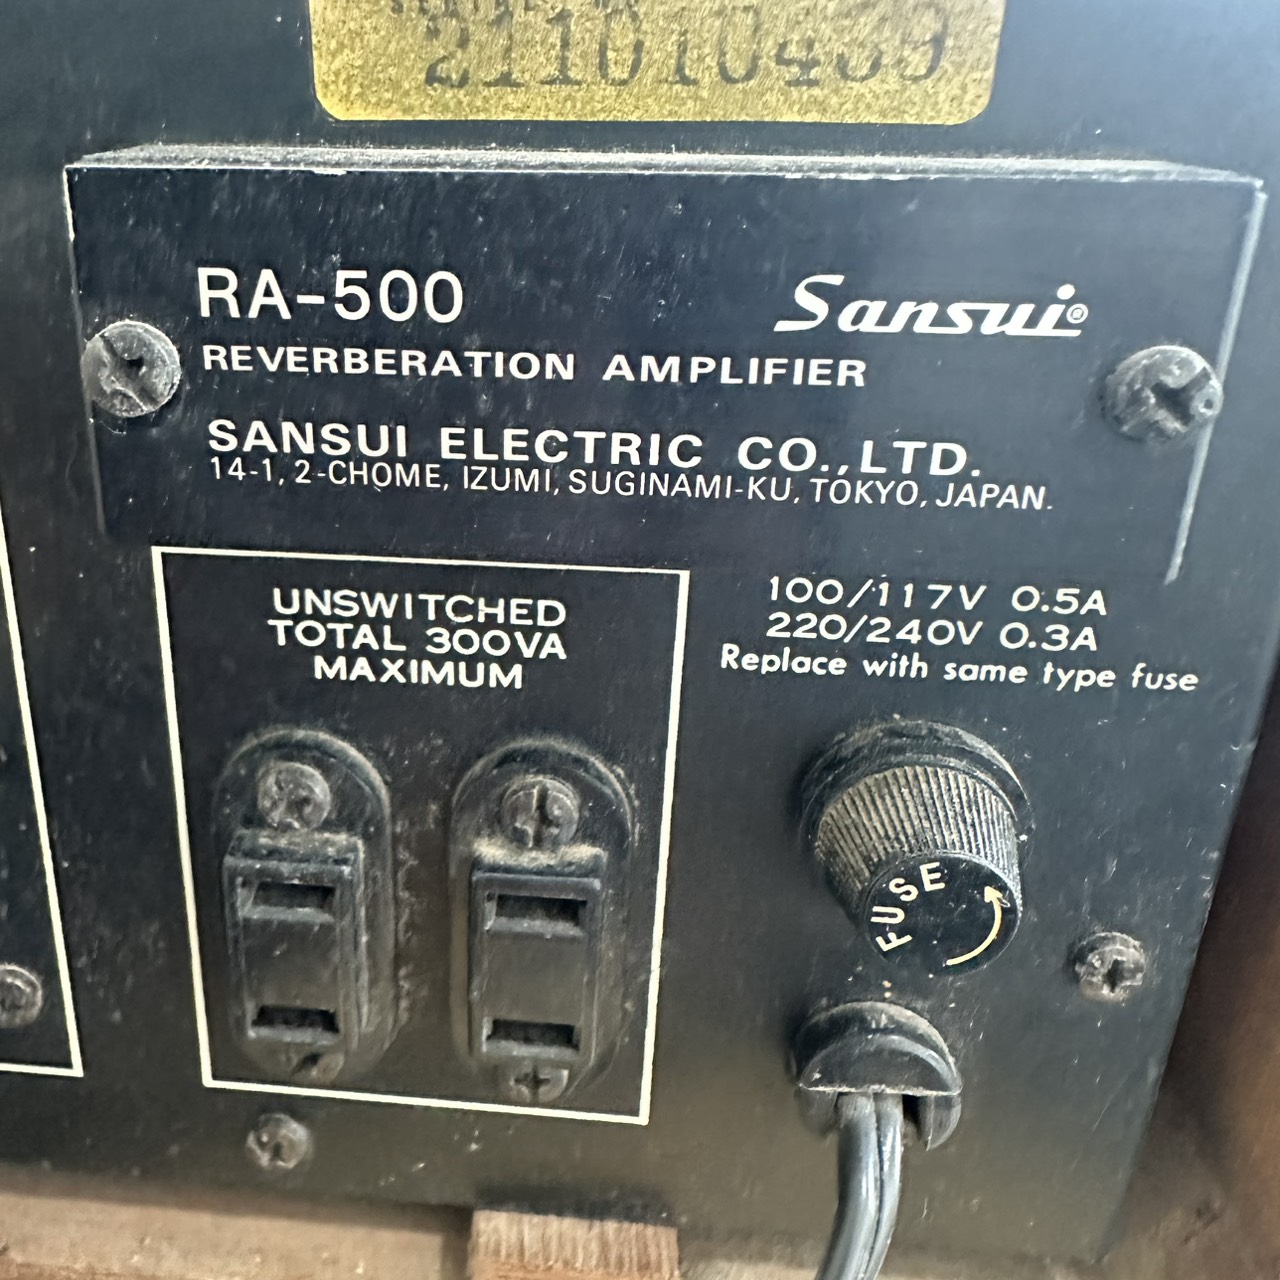 RA-500
Sansui®
REVERBERATION AMPLIFIER
SANSUI ELECTRIC CO.,LTD.
14-1, 2-CHOME, IZUMI, SUGINAMI-KU, TOKYO, JAPAN.
UNSWITCHED
TOTAL 300VA
MAXIMUM
100/117V 0.5A
220/240V 0.3A
Replace with same type fuse
FUSE